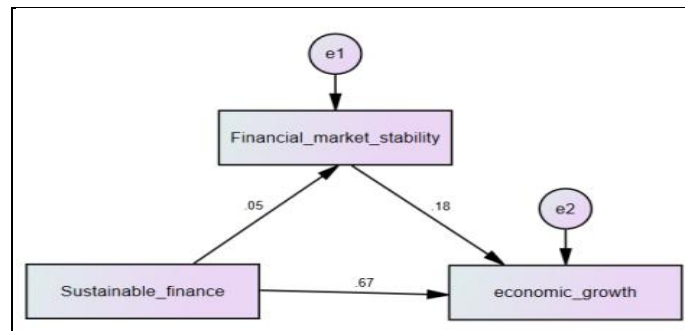 e1
Financial_market_stability
.05
.18
e2
Sustainable_finance
.67
economic_growth